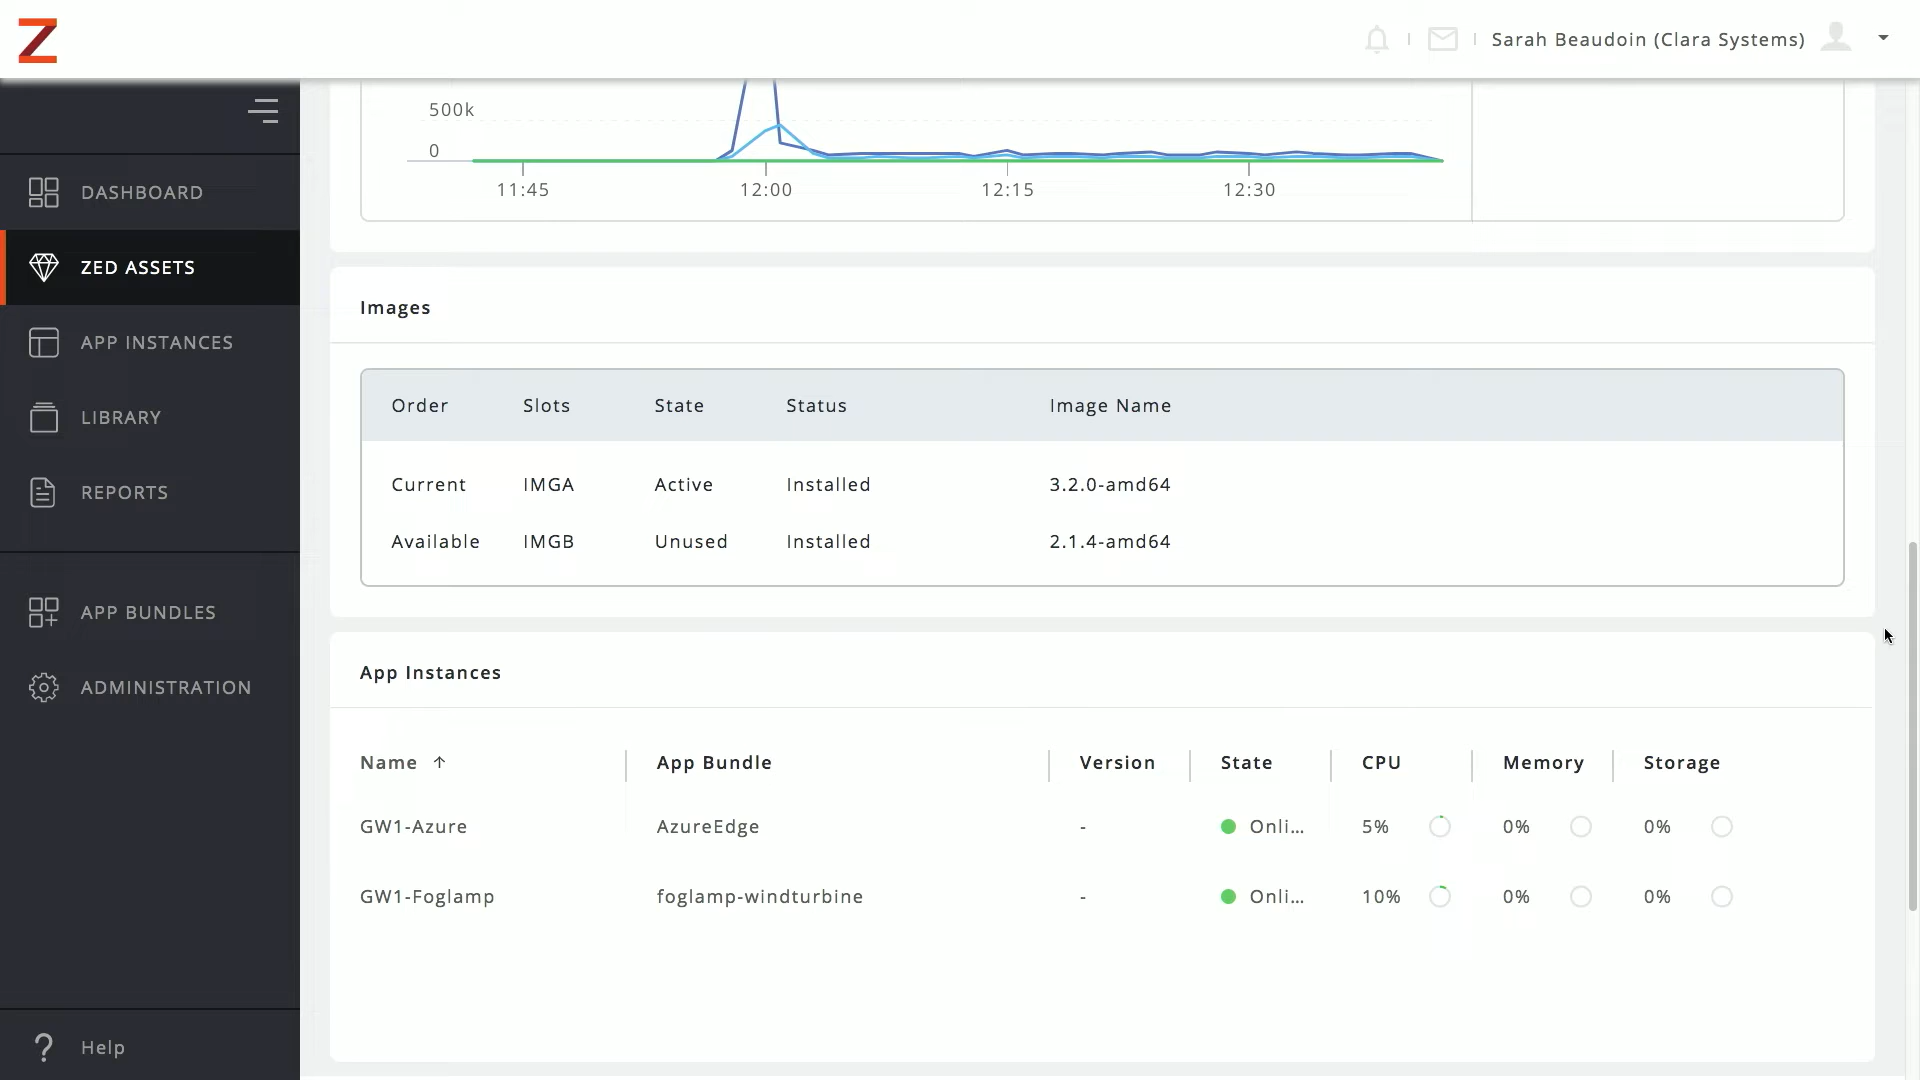 Z
Sarah Beaudoin (Clara Systems)
DASHBOARD
ZED ASSETS
APP INSTANCES
LIBRARY
REPORTS
APP BUNDLES
ADMINISTRATION
? Help
500k
0
11:45 12:00 12:15 12:30
Images
Order Slots State Status Image Name
Current IMGA Active Installed 3.2.0-amd64
Available IMGB Unused Installed 2.1.4-amd64
App Instances
Name ↑ App Bundle Version State CPU Memory Storage
GW1-Azure AzureEdge - Onli... 5% 0% 0%
GW1-Foglamp foglamp-windturbine - Onli... 10% 0% 0%